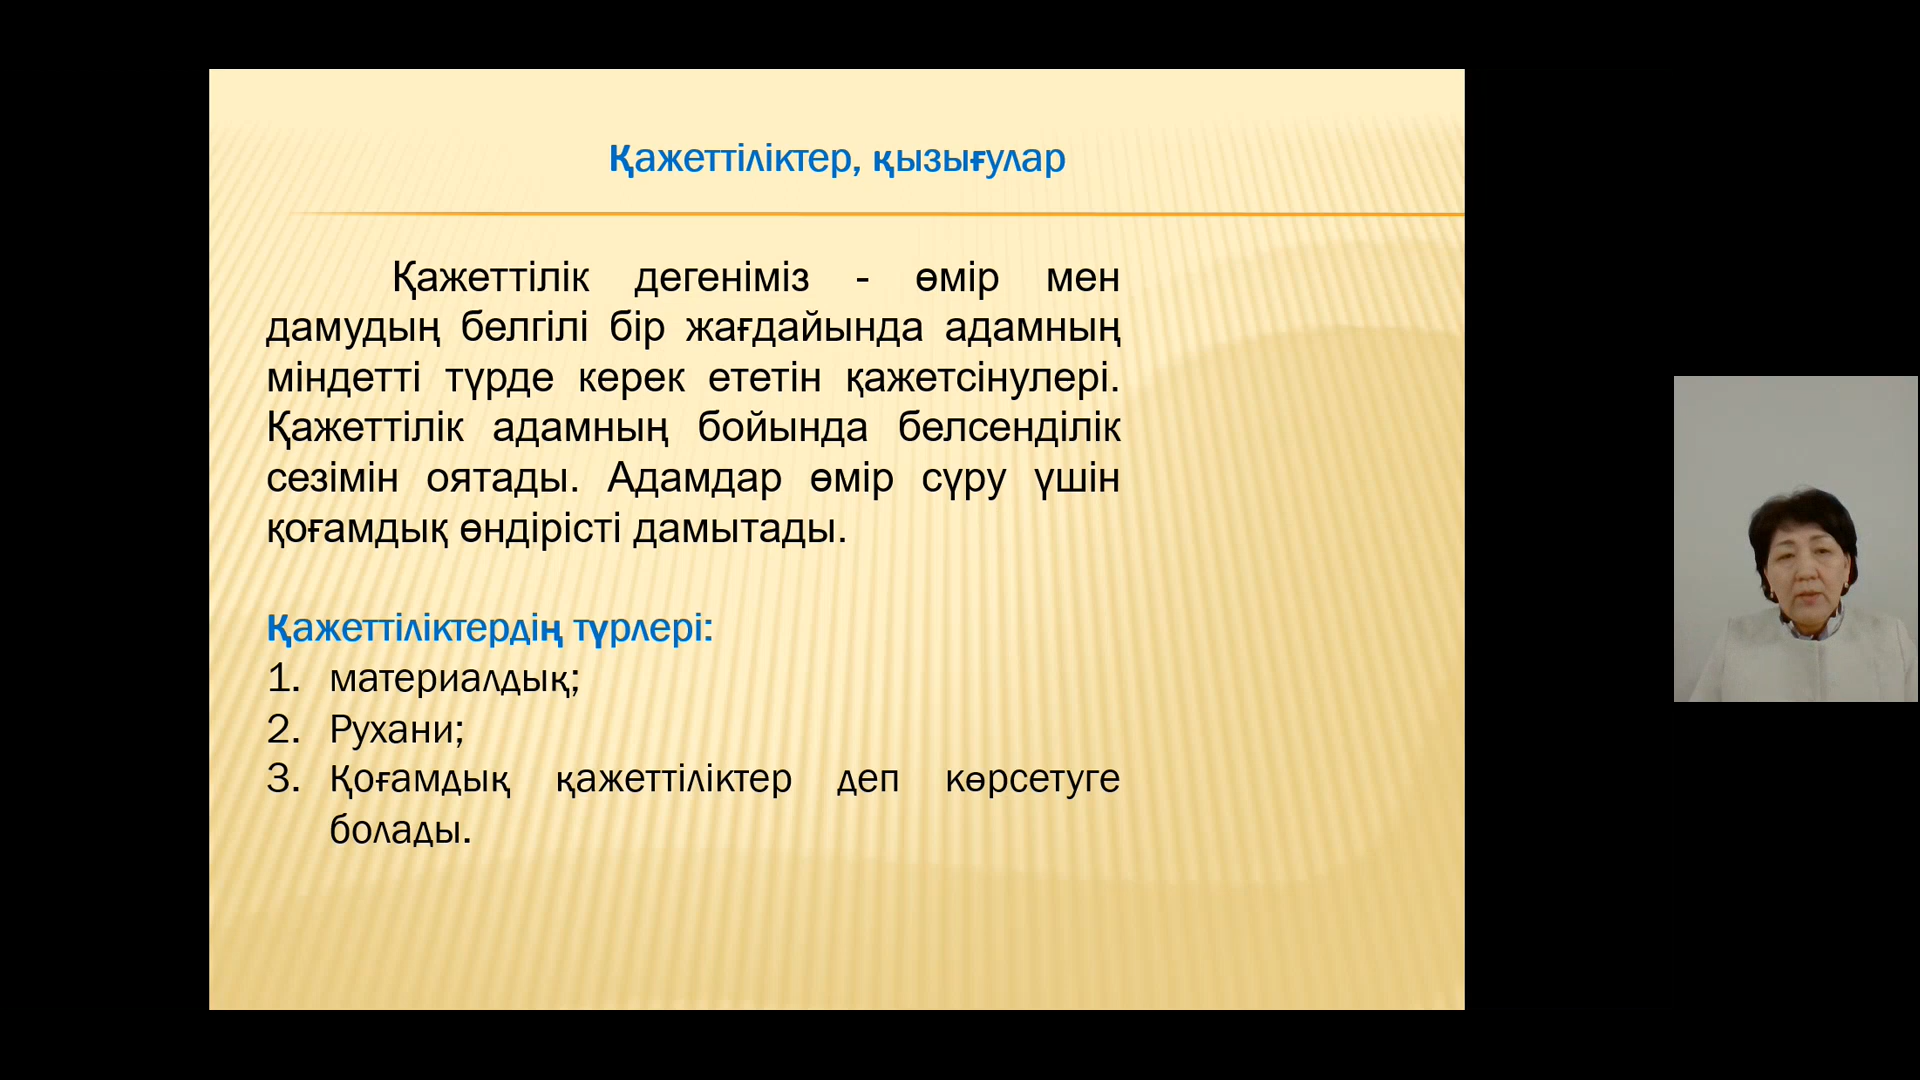 Қажеттіліктер, қызығулар
Қажеттілік дегеніміз - өмір мен
дамудың белгілі бір жағдайында адамның
міндетті түрде керек ететін қажетсінулері.
Қажеттілік адамның бойында белсенділік
сезімін оятады. Адамдар өмір сүру үшін
қоғамдық өндірісті дамытады.
Қажеттіліктердің түрлері:
1. материалдық;
2. Рухани;
3. Қоғамдық қажеттіліктер деп көрсетуге
болады.